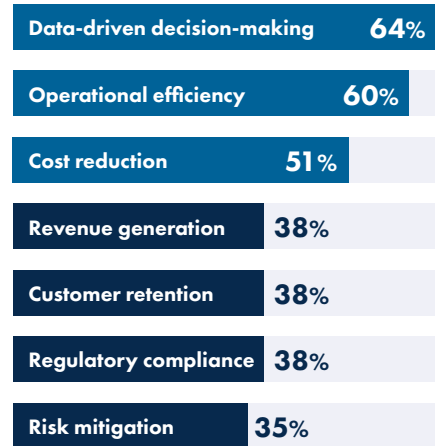 Data-driven decision-making 64%
Operational efficiency 60%
Cost reduction 51%
Revenue generation 38%
Customer retention 38%
Regulatory compliance 38%
Risk mitigation 35%